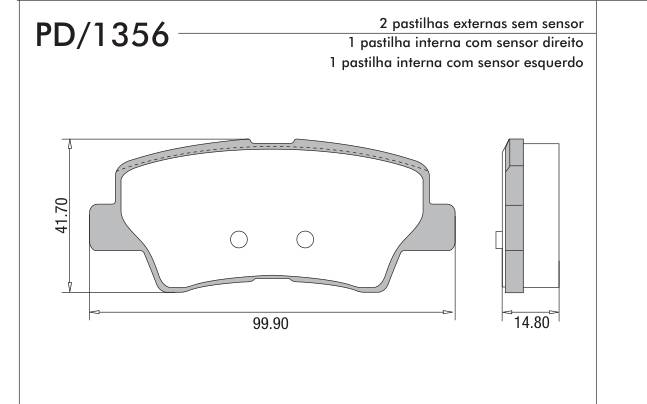 PD/1356
2 pastilhas externas sem sensor
1 pastilha interna com sensor direito
1 pastilha interna com sensor esquerdo
41.70
99.90
14.80